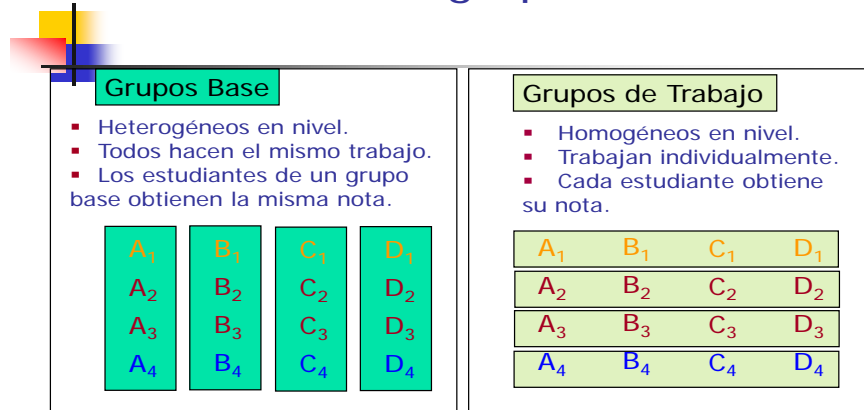 Grupos Base
▪ Heterogéneos en nivel.
▪ Todos hacen el mismo trabajo.
▪ Los estudiantes de un grupo
base obtienen la misma nota.
A₁ B₁ C₁ D₁
A₂ B₂ C₂ D₂
A₃ B₃ C₃ D₃
A₄ B₄ C₄ D₄
Grupos de Trabajo
▪ Homogéneos en nivel.
▪ Trabajan individualmente.
▪ Cada estudiante obtiene
su nota.
A₁ B₁ C₁ D₁
A₂ B₂ C₂ D₂
A₃ B₃ C₃ D₃
A₄ B₄ C₄ D₄